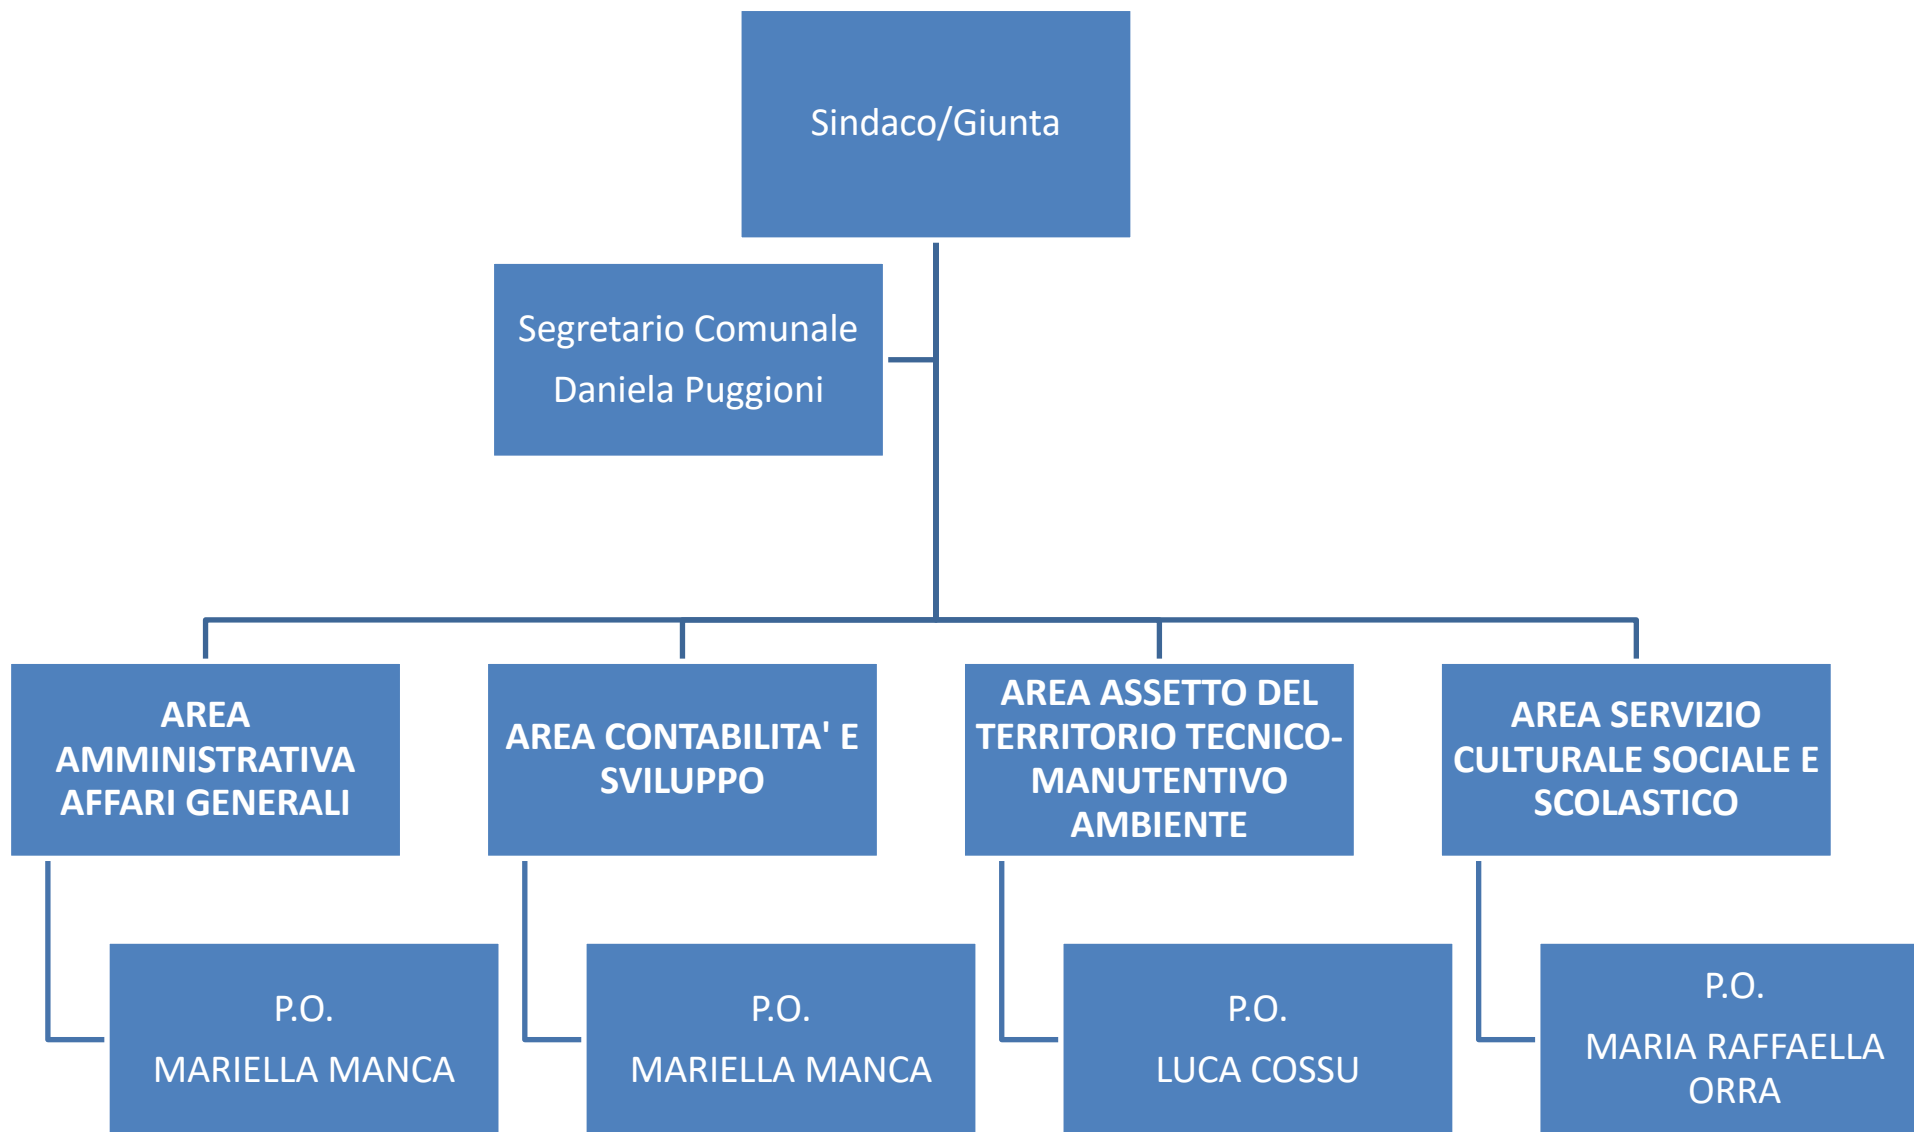 Sindaco/Giunta
Segretario Comunale
Daniela Puggioni
AREA
AMMINISTRATIVA
AFFARI GENERALI
AREA CONTABILITA' E
SVILUPPO
AREA ASSETTO DEL
TERRITORIO TECNICO-
MANUTENTIVO
AMBIENTE
AREA SERVIZIO
CULTURALE SOCIALE E
SCOLASTICO
P.O.
MARIELLA MANCA
P.O.
MARIELLA MANCA
P.O.
LUCA COSSU
P.O.
MARIA RAFFAELLA
ORRA